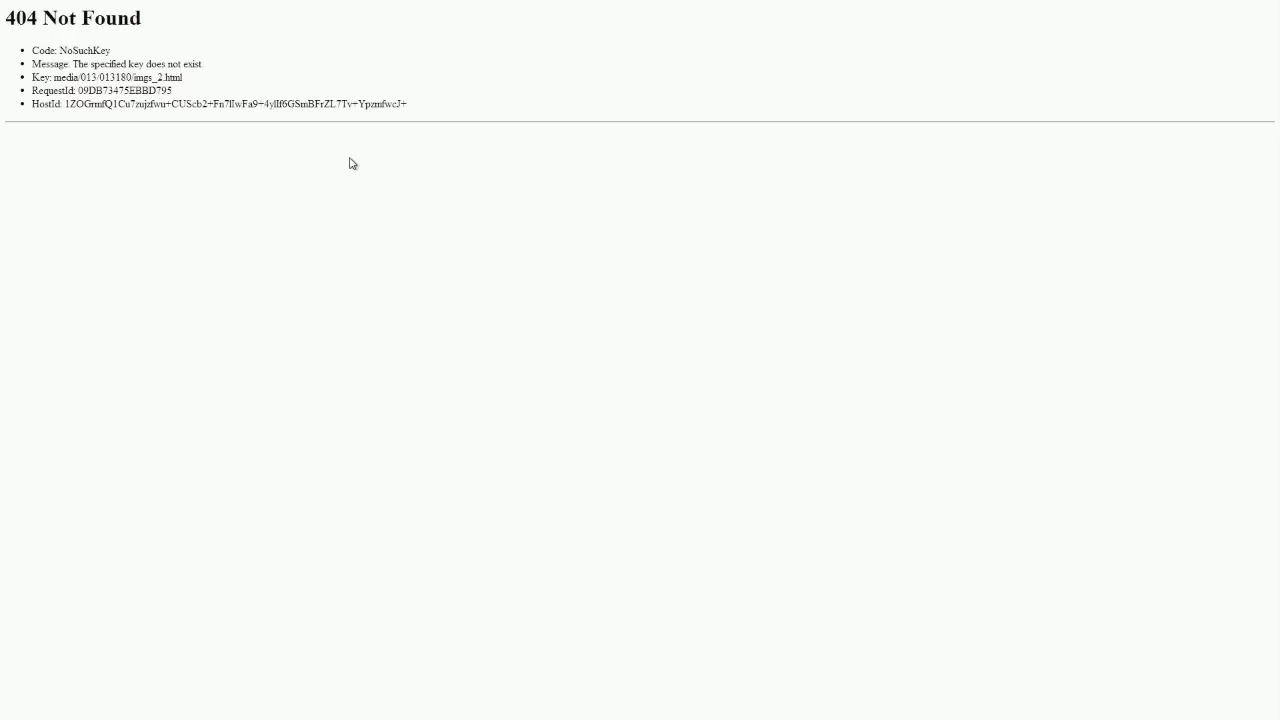 404 Not Found
Code: NoSuchKey
Message: The specified key does not exist.
Key: media/013/013180/imgs_2.html
RequestId: 09DB73475EBBD795
HostId: